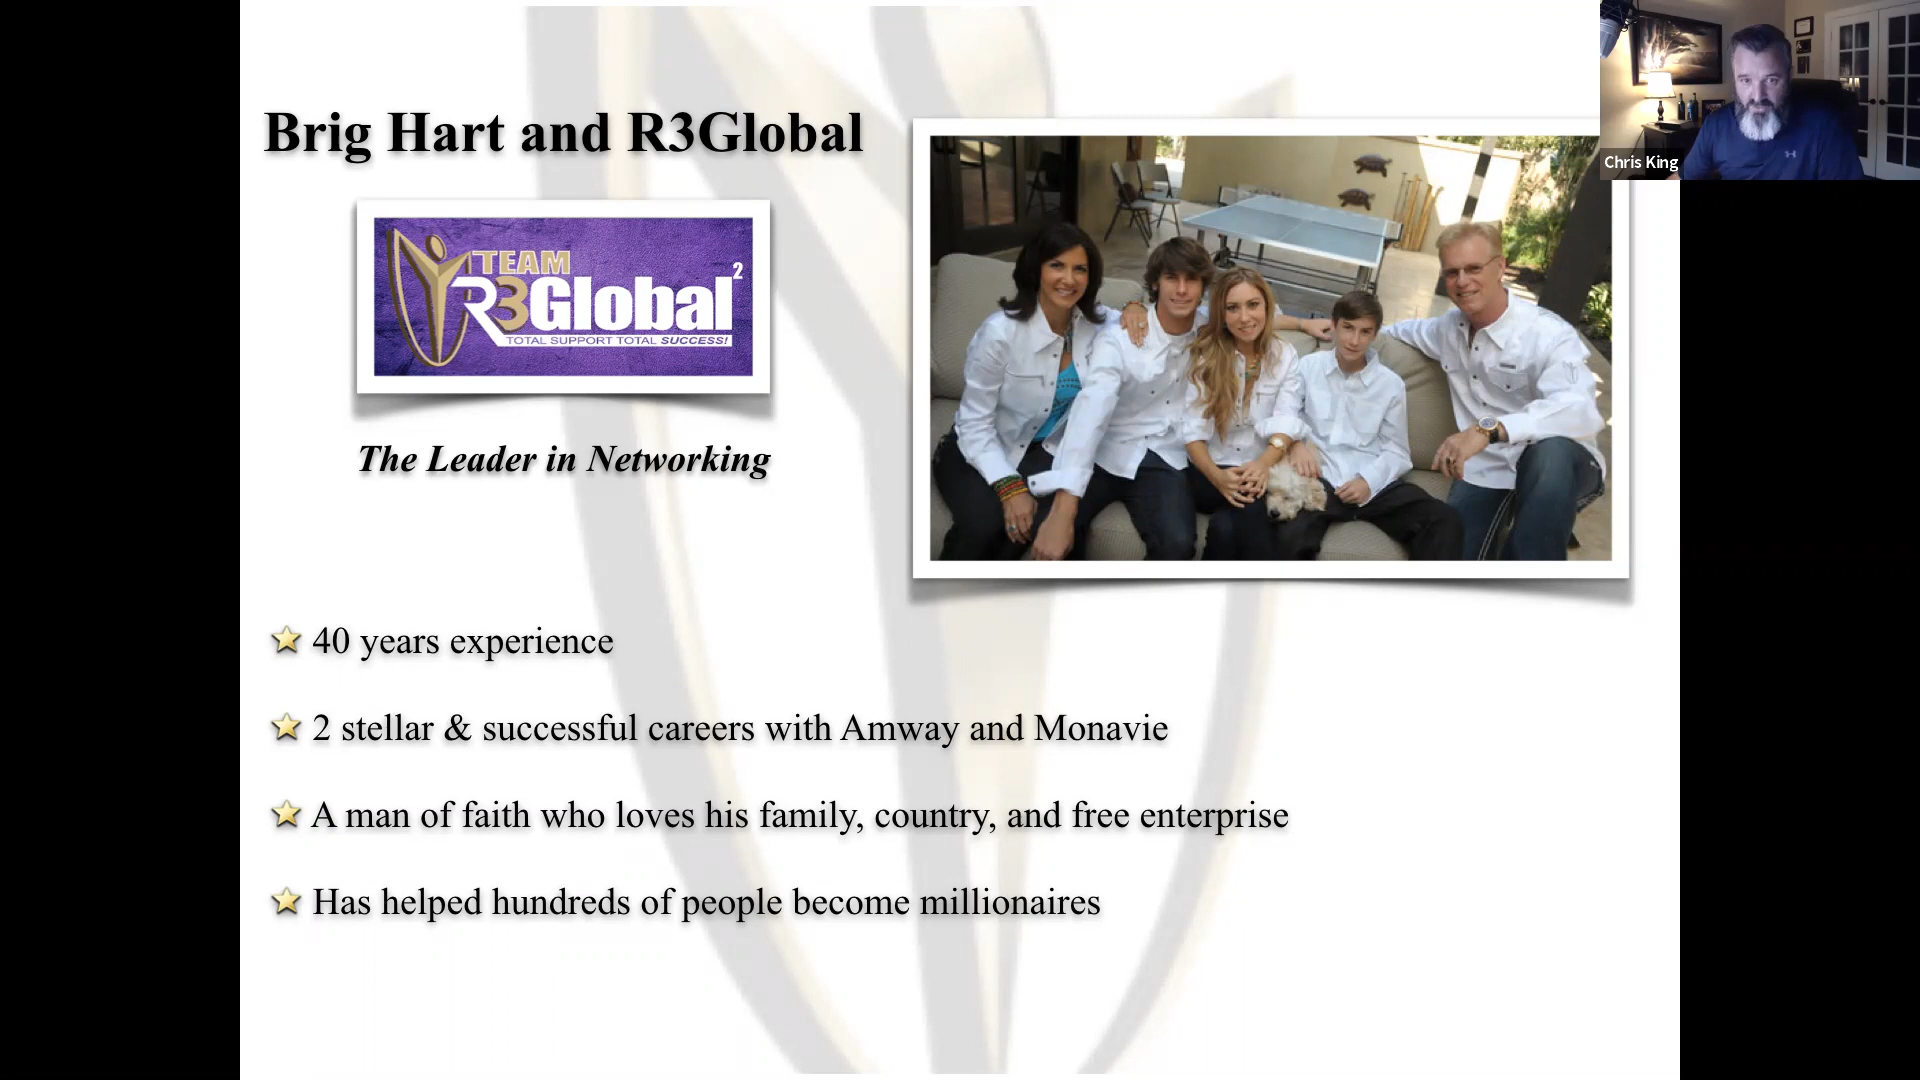 Brig Hart and R3Global
Chris King
TEAM
R3Global²
TOTAL SUPPORT TOTAL SUCCESS!
The Leader in Networking
40 years experience
2 stellar & successful careers with Amway and Monavie
A man of faith who loves his family, country, and free enterprise
Has helped hundreds of people become millionaires